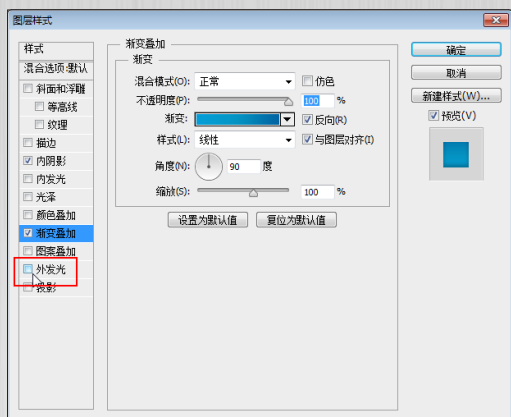 图层样式
样式
混合选项:默认
斜面和浮雕
等高线
纹理
描边
内阴影
内发光
光泽
颜色叠加
渐变叠加
图案叠加
外发光
投影
渐变叠加
渐变
混合模式(O): 正常 仿色
不透明度(P): 100 %
渐变: 反向(R)
样式(L): 线性 与图层对齐(I)
角度(N): 90 度
缩放(S): 100 %
设置为默认值 复位为默认值
确定
取消
新建样式(W)...
预览(V)